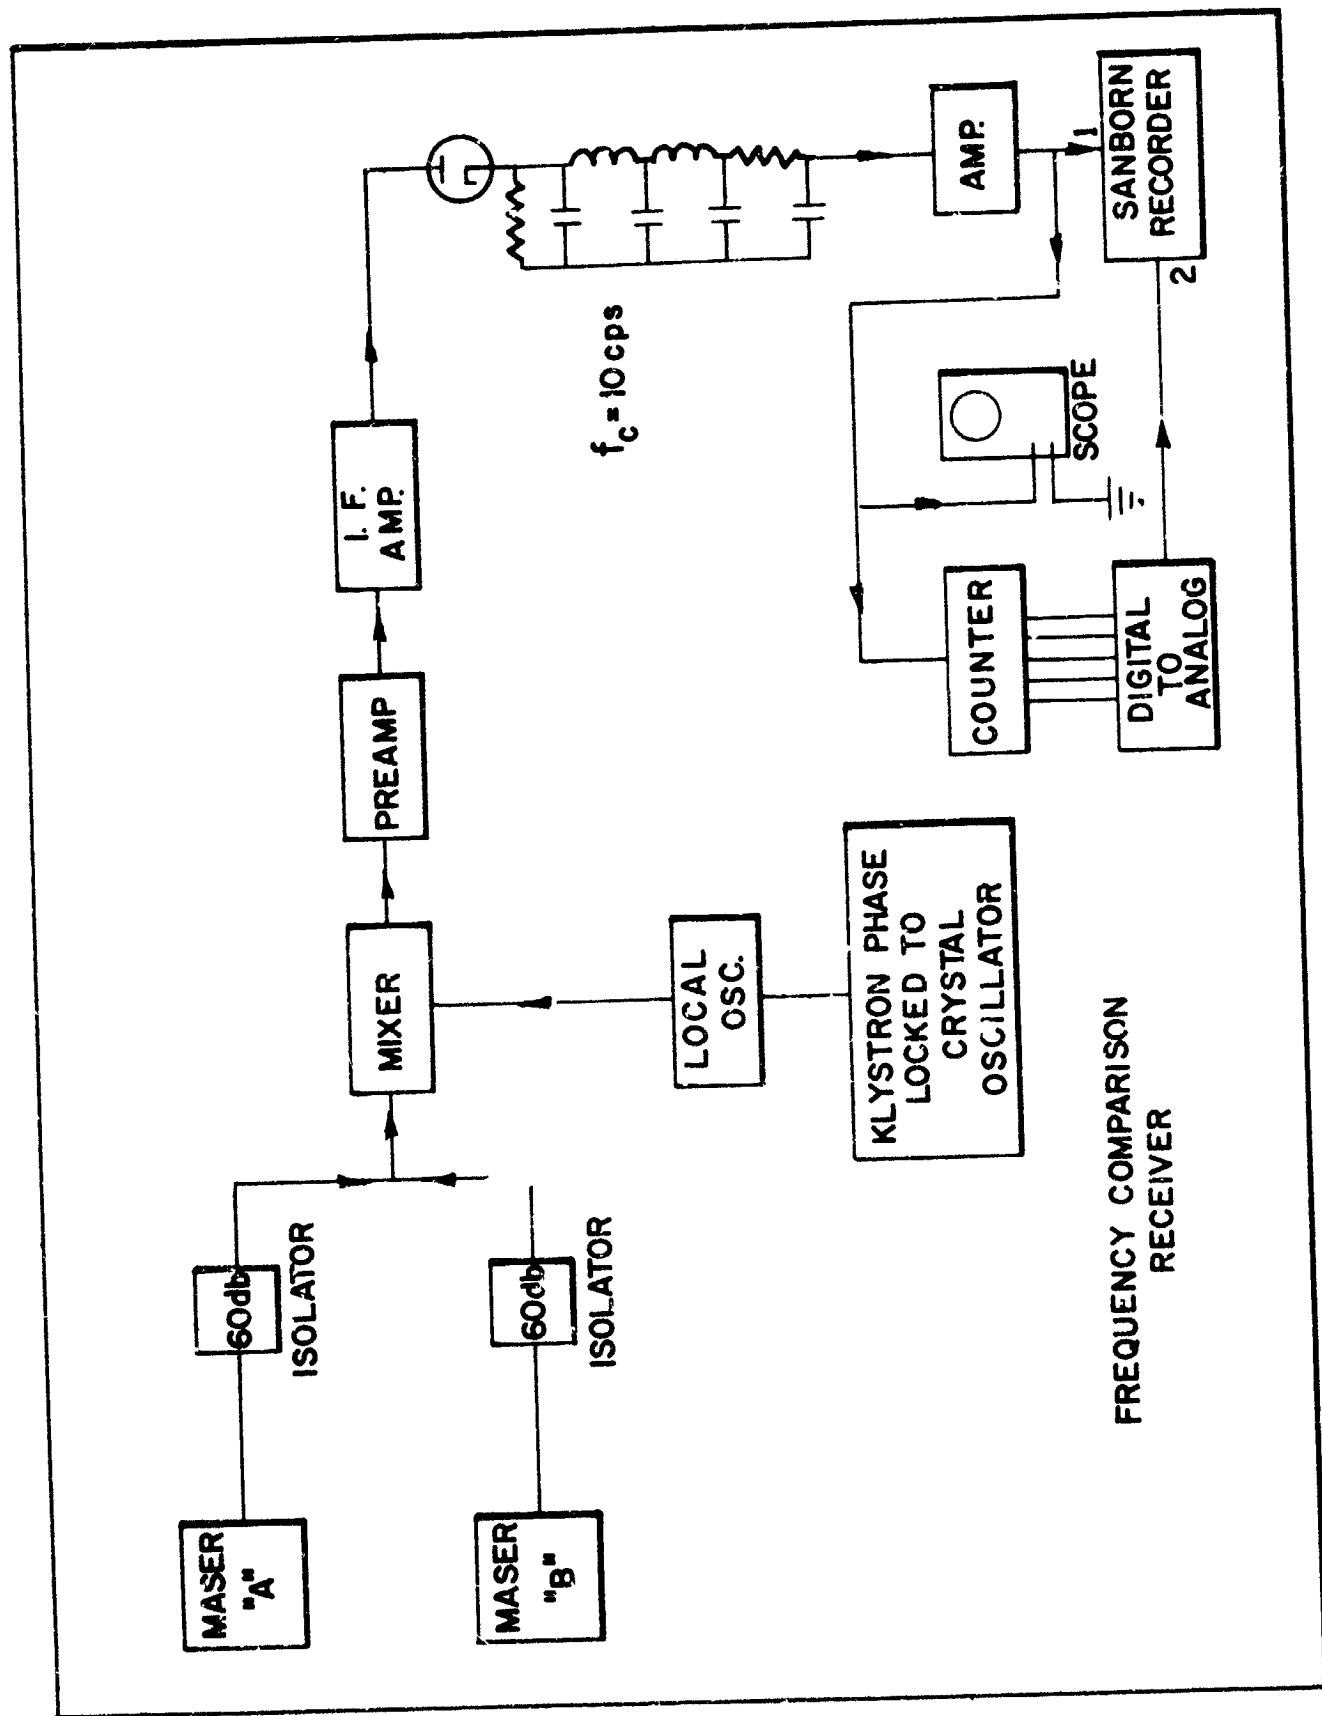 MASER
"A"
60db
ISOLATOR
MASER
"B"
60db
ISOLATOR
MIXER
PREAMP
I. F.
AMP.
LOCAL
OSC.
KLYSTRON PHASE
LOCKED TO
CRYSTAL
OSCILLATOR
fc = 10 cps
AMP.
1
SANBORN
RECORDER
2
SCOPE
COUNTER
DIGITAL
TO
ANALOG
FREQUENCY COMPARISON
RECEIVER